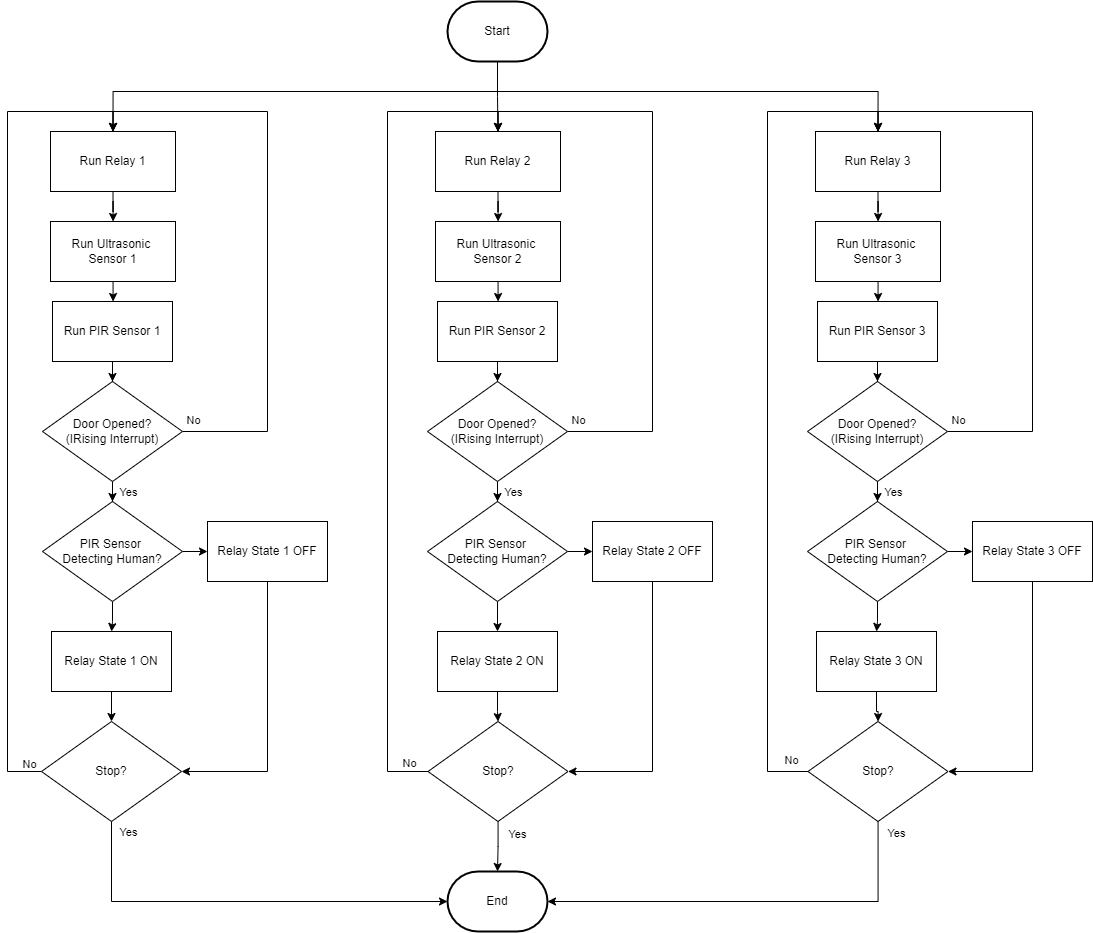 Start
Run Relay 1
Run Relay 2
Run Relay 3
Run Ultrasonic
Sensor 1
Run Ultrasonic
Sensor 2
Run Ultrasonic
Sensor 3
Run PIR Sensor 1
Run PIR Sensor 2
Run PIR Sensor 3
Door Opened?
(IRising Interrupt)
No
Door Opened?
(IRising Interrupt)
No
Door Opened?
(IRising Interrupt)
No
Yes
Yes
Yes
PIR Sensor
Detecting Human?
Relay State 1 OFF
PIR Sensor
Detecting Human?
Relay State 2 OFF
PIR Sensor
Detecting Human?
Relay State 3 OFF
Relay State 1 ON
Relay State 2 ON
Relay State 3 ON
No
Stop?
No
Stop?
No
Stop?
Yes
Yes
Yes
End